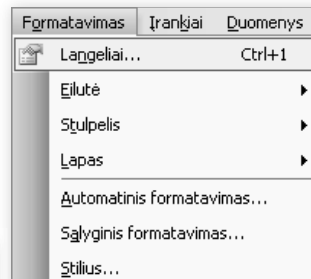 Formatavimas Įrankiai Duomenys
Langeliai... Ctrl+1
Eilutė
Stulpelis
Lapas
Automatinis formatavimas...
Sąlyginis formatavimas...
Stilius...